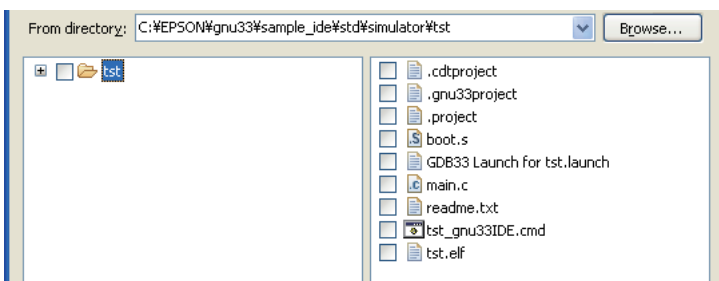 From directory: C:¥EPSON¥gnu33¥sample_ide¥std¥simulator¥tst Browse...
tst
.cdtproject
.gnu33project
.project
boot.s
GDB33 Launch for tst.launch
main.c
readme.txt
tst_gnu33IDE.cmd
tst.elf